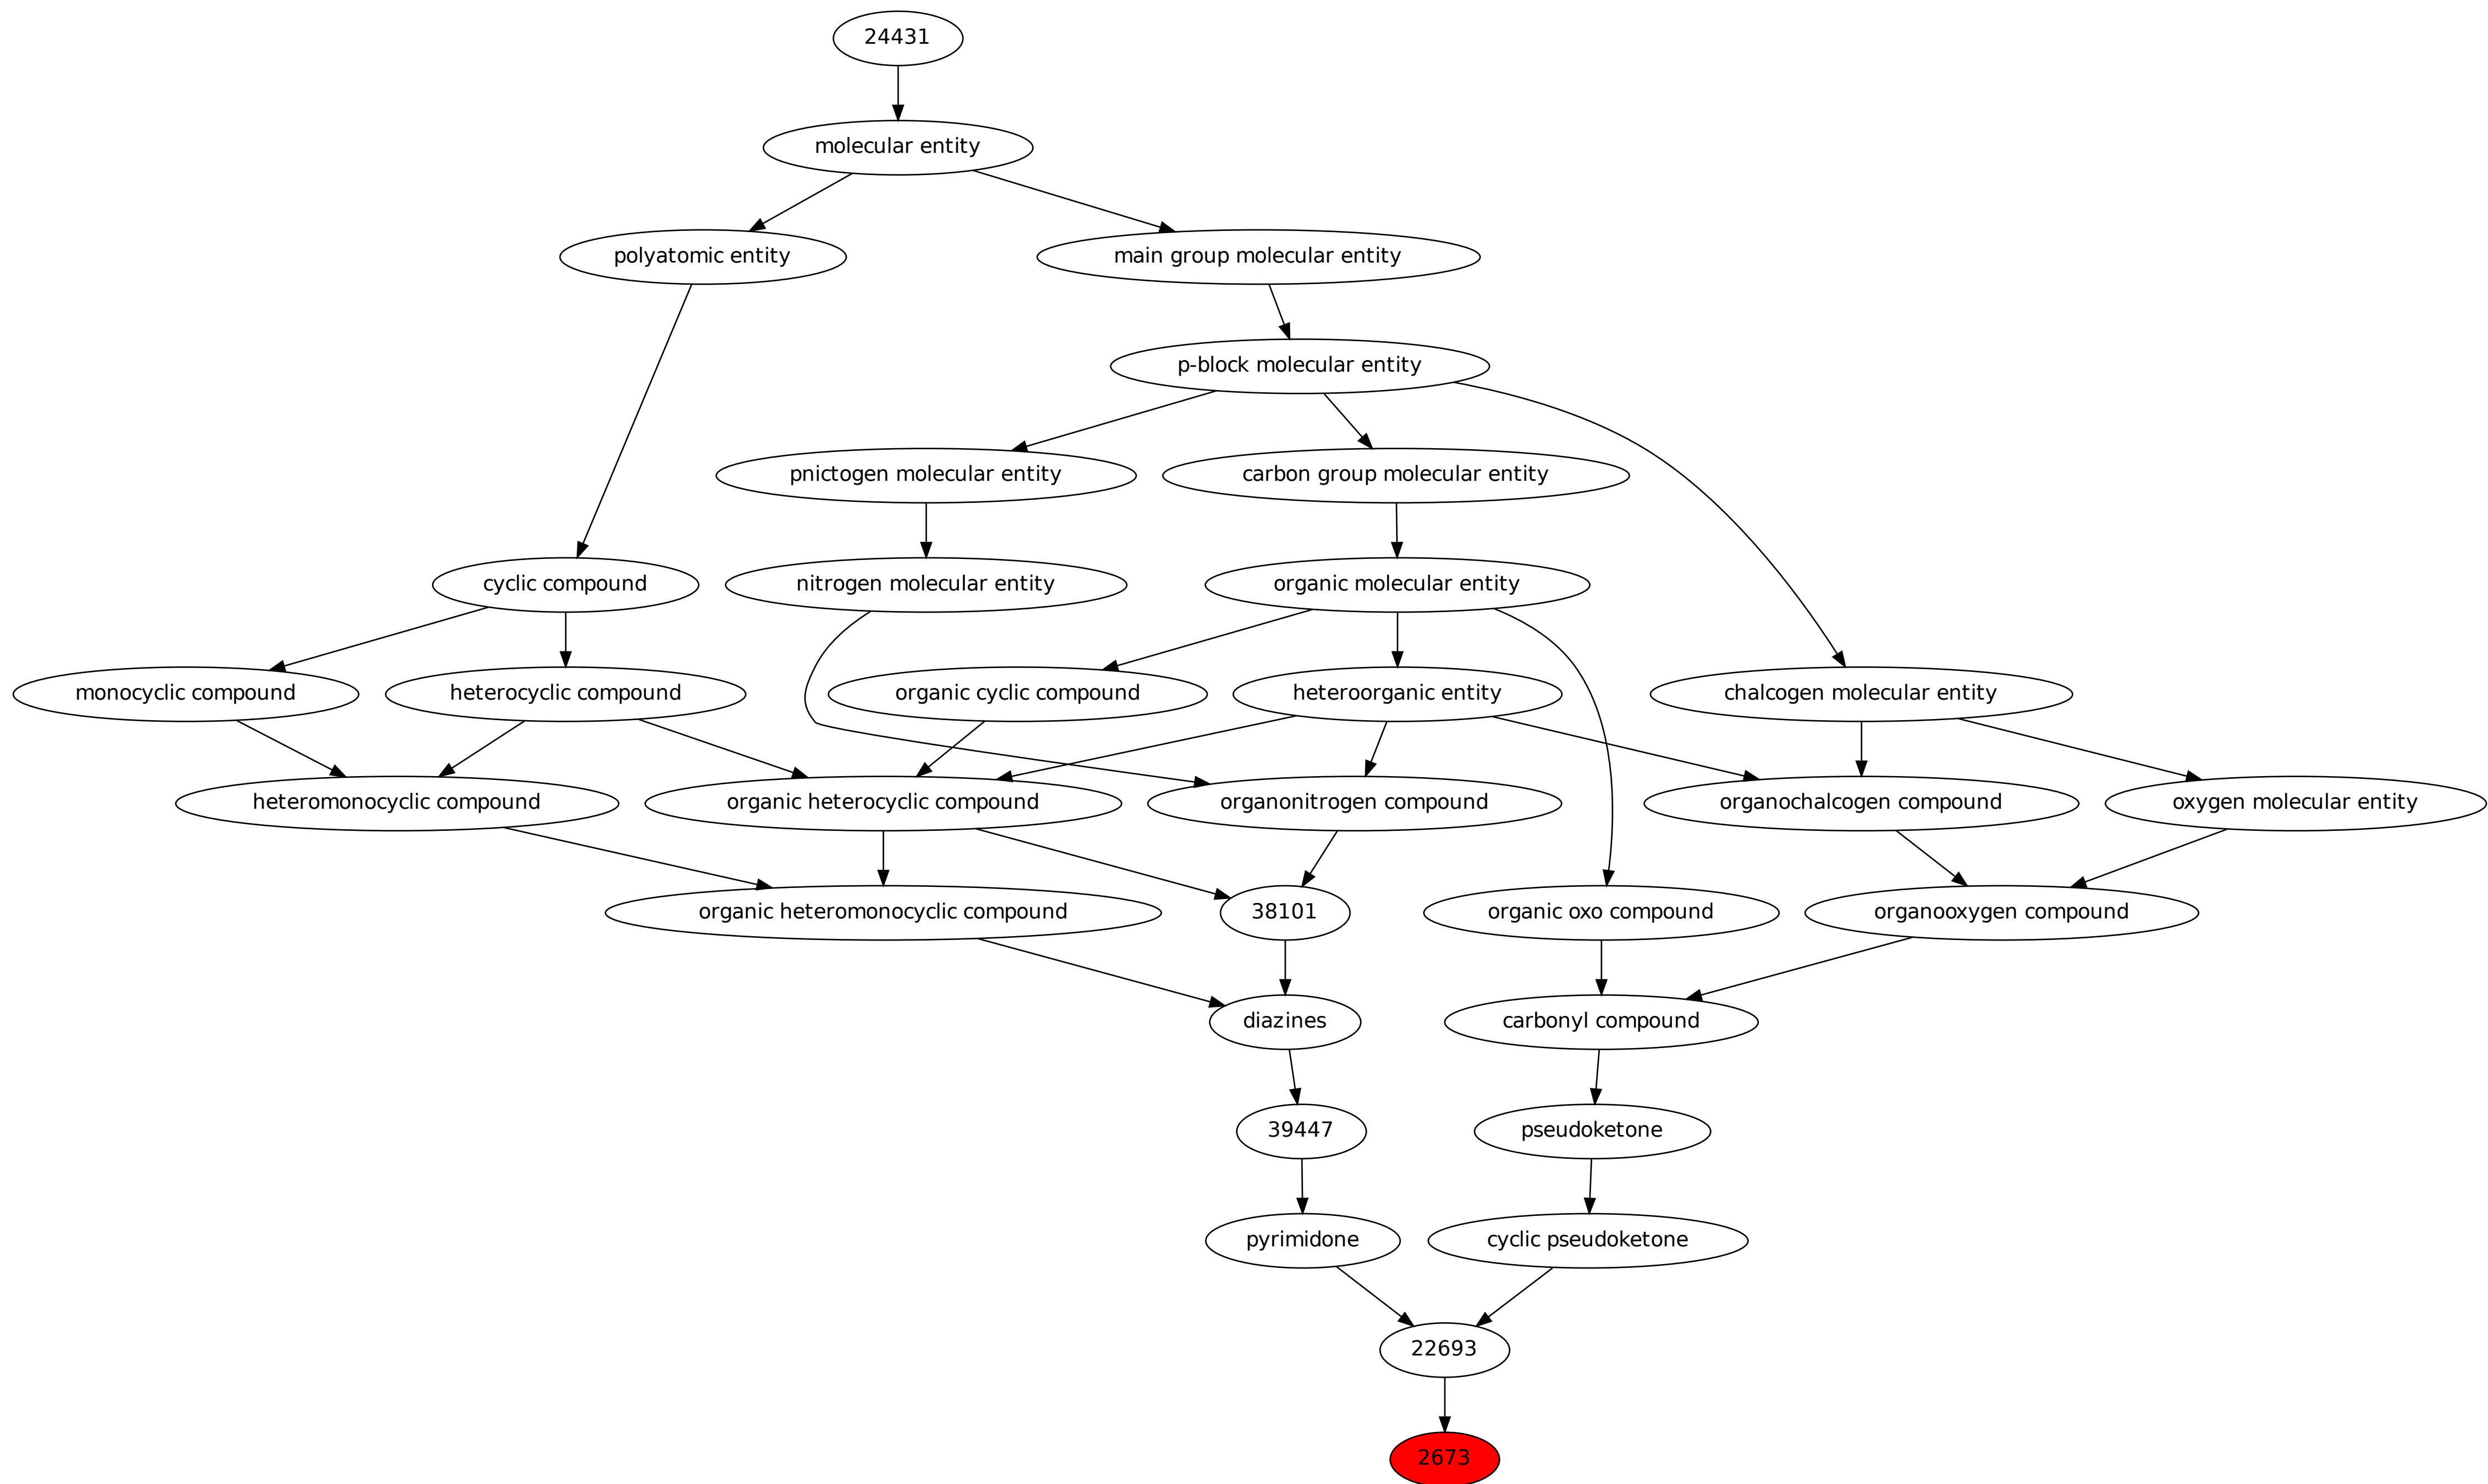 24431
molecular entity
polyatomic entity
main group molecular entity
p-block molecular entity
pnictogen molecular entity
carbon group molecular entity
cyclic compound
nitrogen molecular entity
organic molecular entity
monocyclic compound
heterocyclic compound
organic cyclic compound
heteroorganic entity
chalcogen molecular entity
heteromonocyclic compound
organic heterocyclic compound
organonitrogen compound
organochalcogen compound
oxygen molecular entity
organic heteromonocyclic compound
38101
organic oxo compound
organooxygen compound
diazines
carbonyl compound
39447
pseudoketone
pyrimidone
cyclic pseudoketone
22693
2673